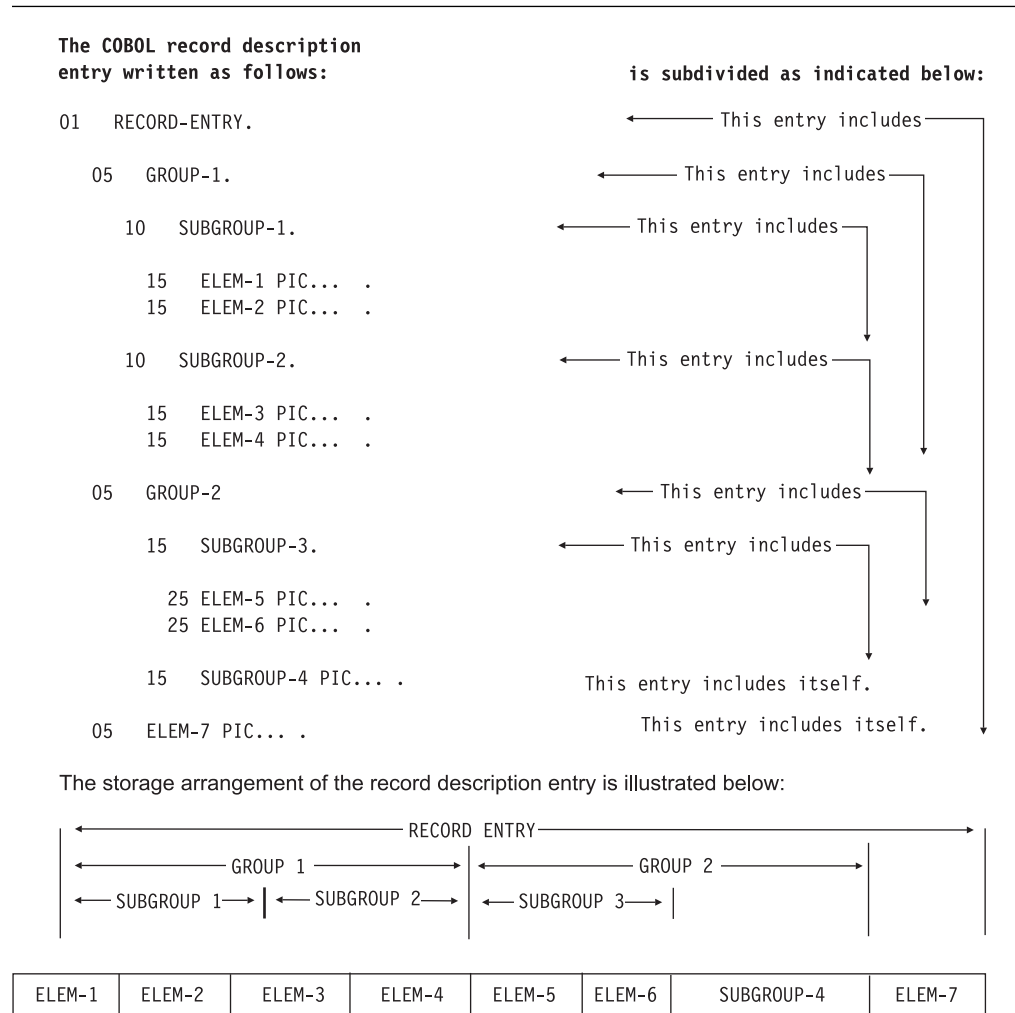 The COBOL record description
entry written as follows: is subdivided as indicated below:
01 RECORD-ENTRY. This entry includes
05 GROUP-1. This entry includes
10 SUBGROUP-1. This entry includes
15 ELEM-1 PIC... .
15 ELEM-2 PIC... .
10 SUBGROUP-2. This entry includes
15 ELEM-3 PIC... .
15 ELEM-4 PIC... .
05 GROUP-2 This entry includes
15 SUBGROUP-3. This entry includes
25 ELEM-5 PIC... .
25 ELEM-6 PIC... .
15 SUBGROUP-4 PIC... . This entry includes itself.
05 ELEM-7 PIC... . This entry includes itself.
The storage arrangement of the record description entry is illustrated below:
RECORD ENTRY
GROUP 1 GROUP 2
SUBGROUP 1 SUBGROUP 2 SUBGROUP 3
ELEM-1 ELEM-2 ELEM-3 ELEM-4 ELEM-5 ELEM-6 SUBGROUP-4 ELEM-7